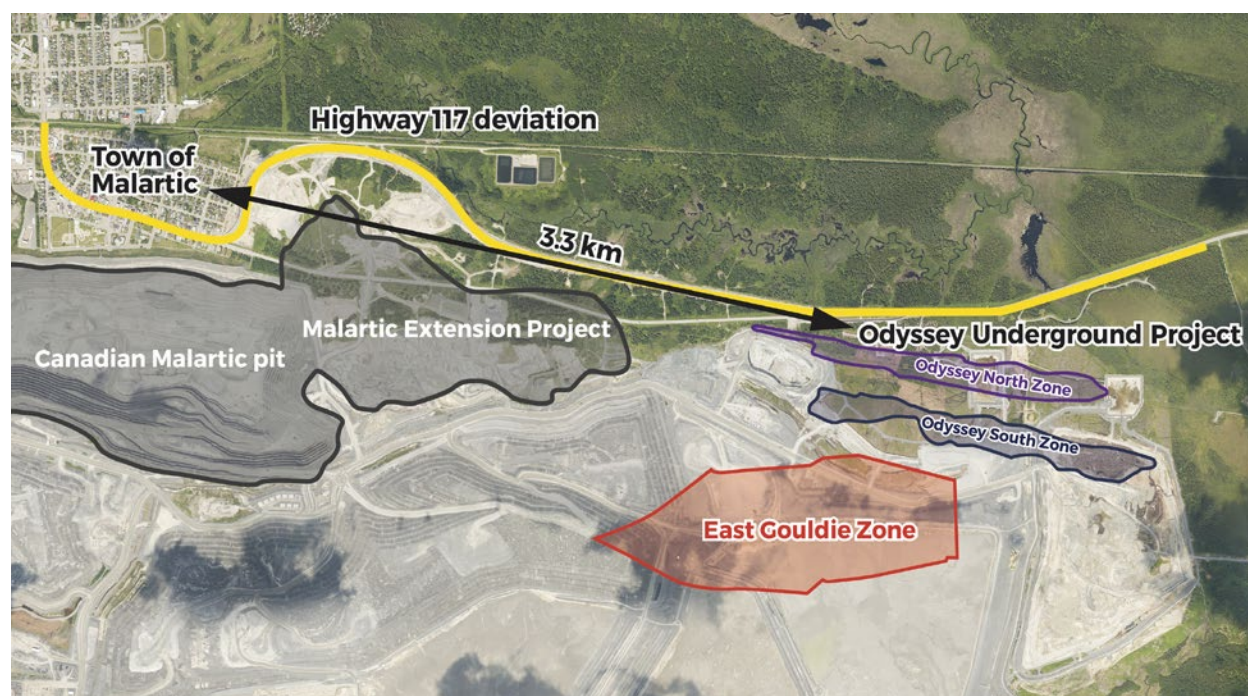 Highway 117 deviation
Town of
Malartic
3.3 km
Malartic Extension Project
Odyssey Underground Project
Canadian Malartic pit
Odyssey North Zone
Odyssey South Zone
East Gouldie Zone